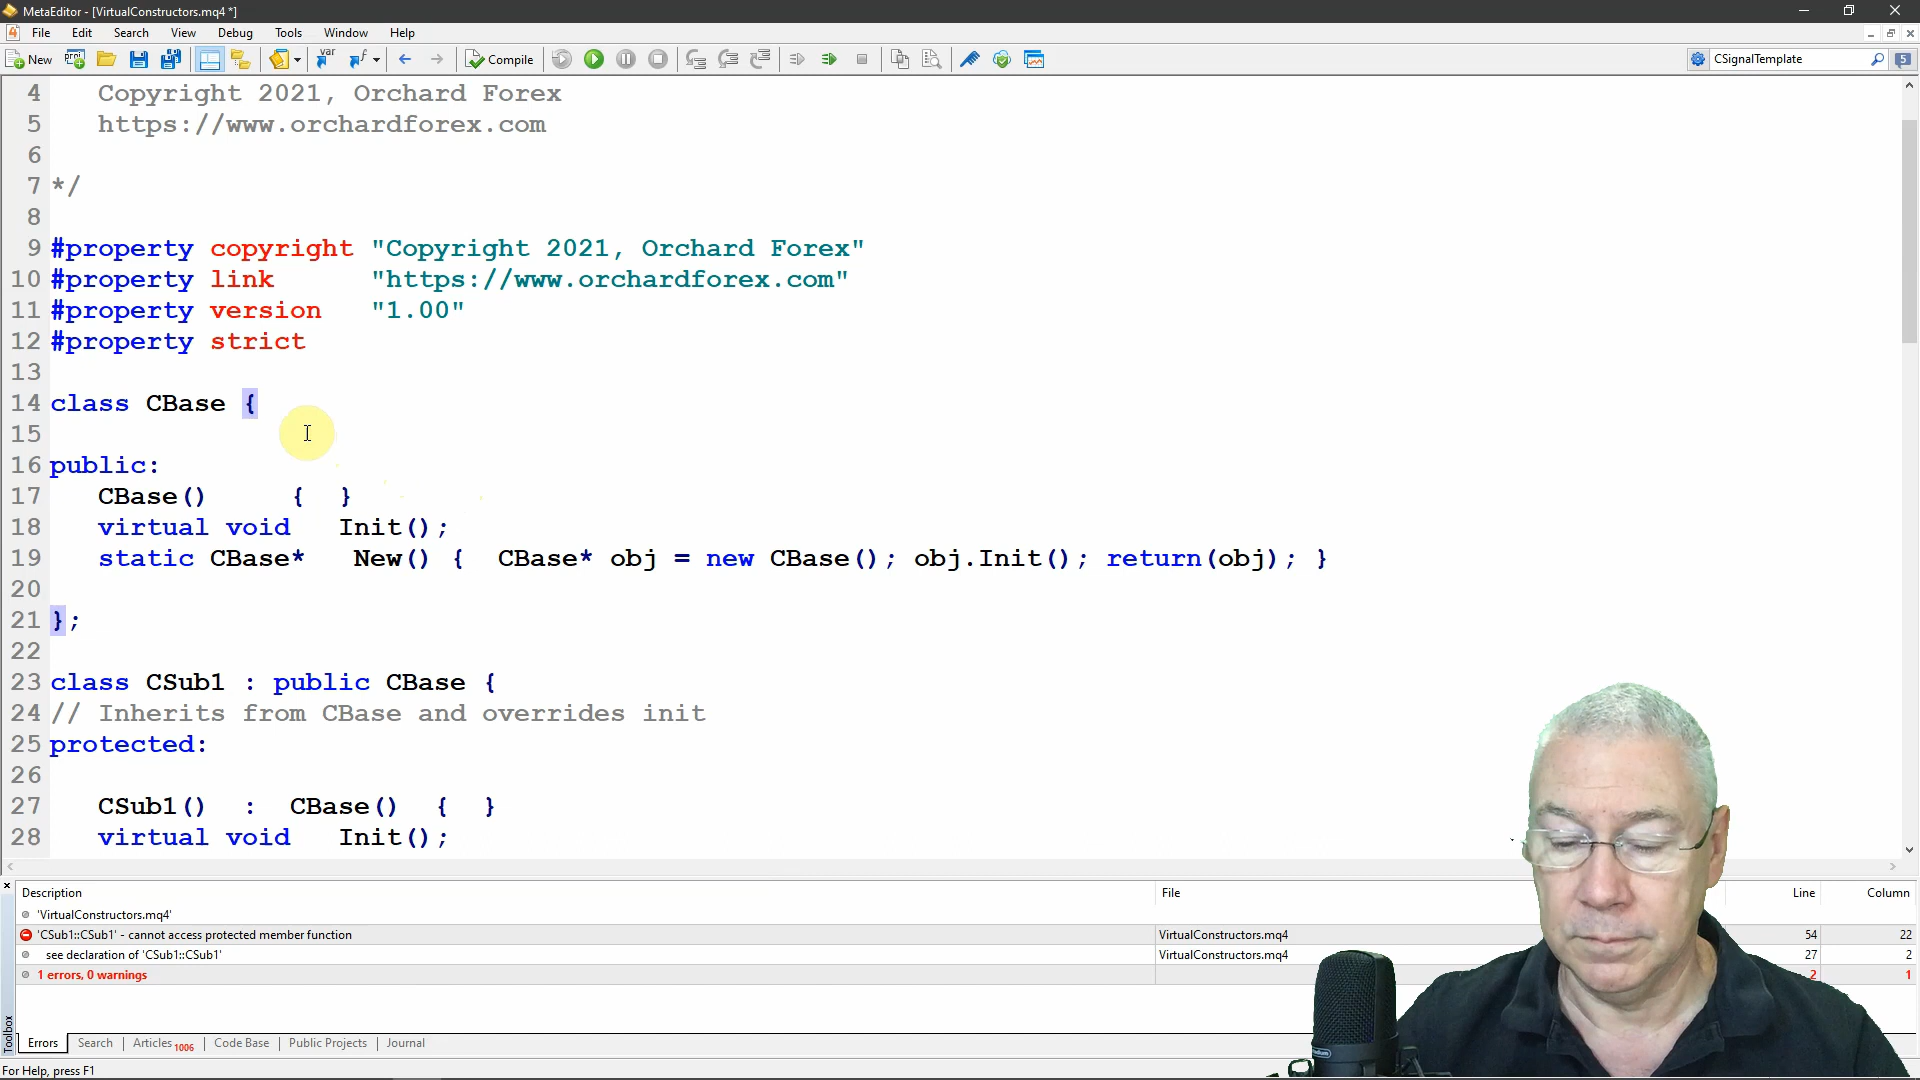 MetaEditor - [VirtualConstructors.mq4 *]
File Edit Search View Debug Tools Window Help
New Compile CSignalTemplate 5
4 Copyright 2021, Orchard Forex
5 https://www.orchardforex.com
6
7 */
8
9 #property copyright "Copyright 2021, Orchard Forex"
10 #property link "https://www.orchardforex.com"
11 #property version "1.00"
12 #property strict
13
14 class CBase {
15
16 public:
17 CBase() { }
18 virtual void Init();
19 static CBase* New() { CBase* obj = new CBase(); obj.Init(); return(obj); }
20
21 };
22
23 class CSub1 : public CBase {
24 // Inherits from CBase and overrides init
25 protected:
26
27 CSub1() : CBase() { }
28 virtual void Init();
Description File Line Column
'VirtualConstructors.mq4'
'CSub1::CSub1' - cannot access protected member function VirtualConstructors.mq4 54 22
see declaration of 'CSub1::CSub1' VirtualConstructors.mq4 27 2
1 errors, 0 warnings 2 1
Toolbox
Errors Search Articles 1006 Code Base Public Projects Journal
For Help, press F1